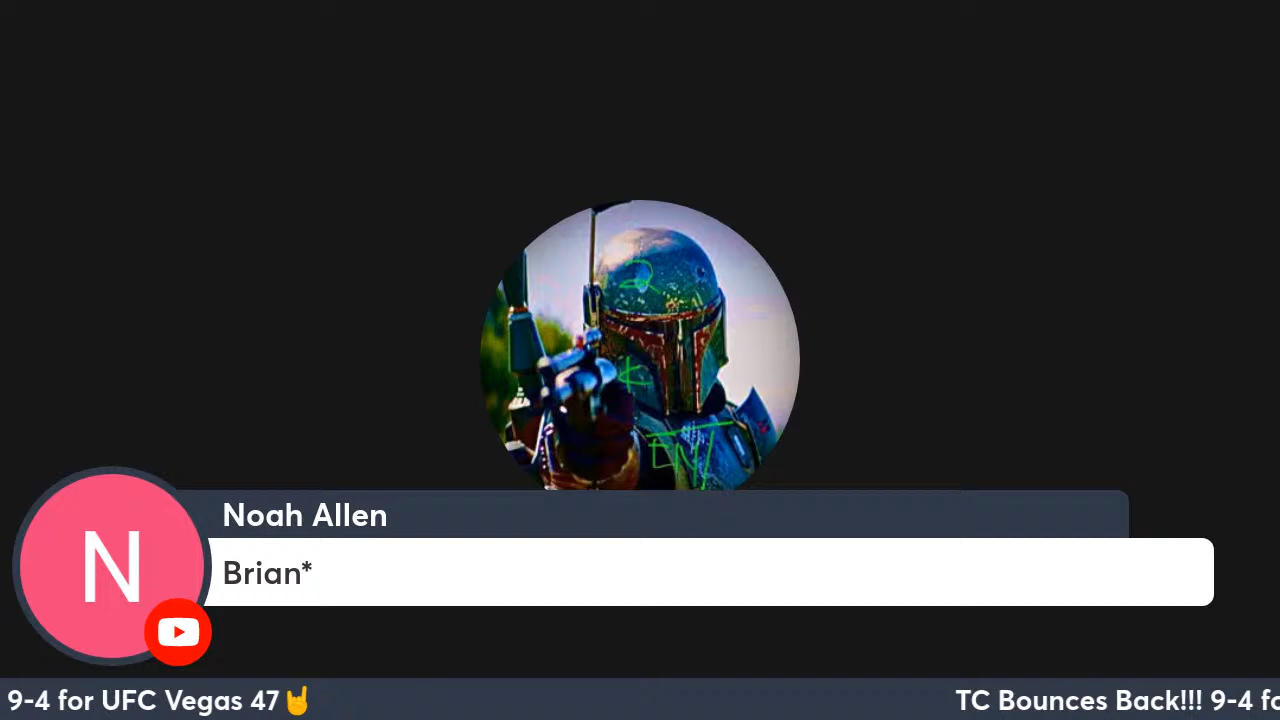 Noah Allen
N
Brian*
9-4 for UFC Vegas 47🤘
TC Bounces Back!!! 9-4 fo